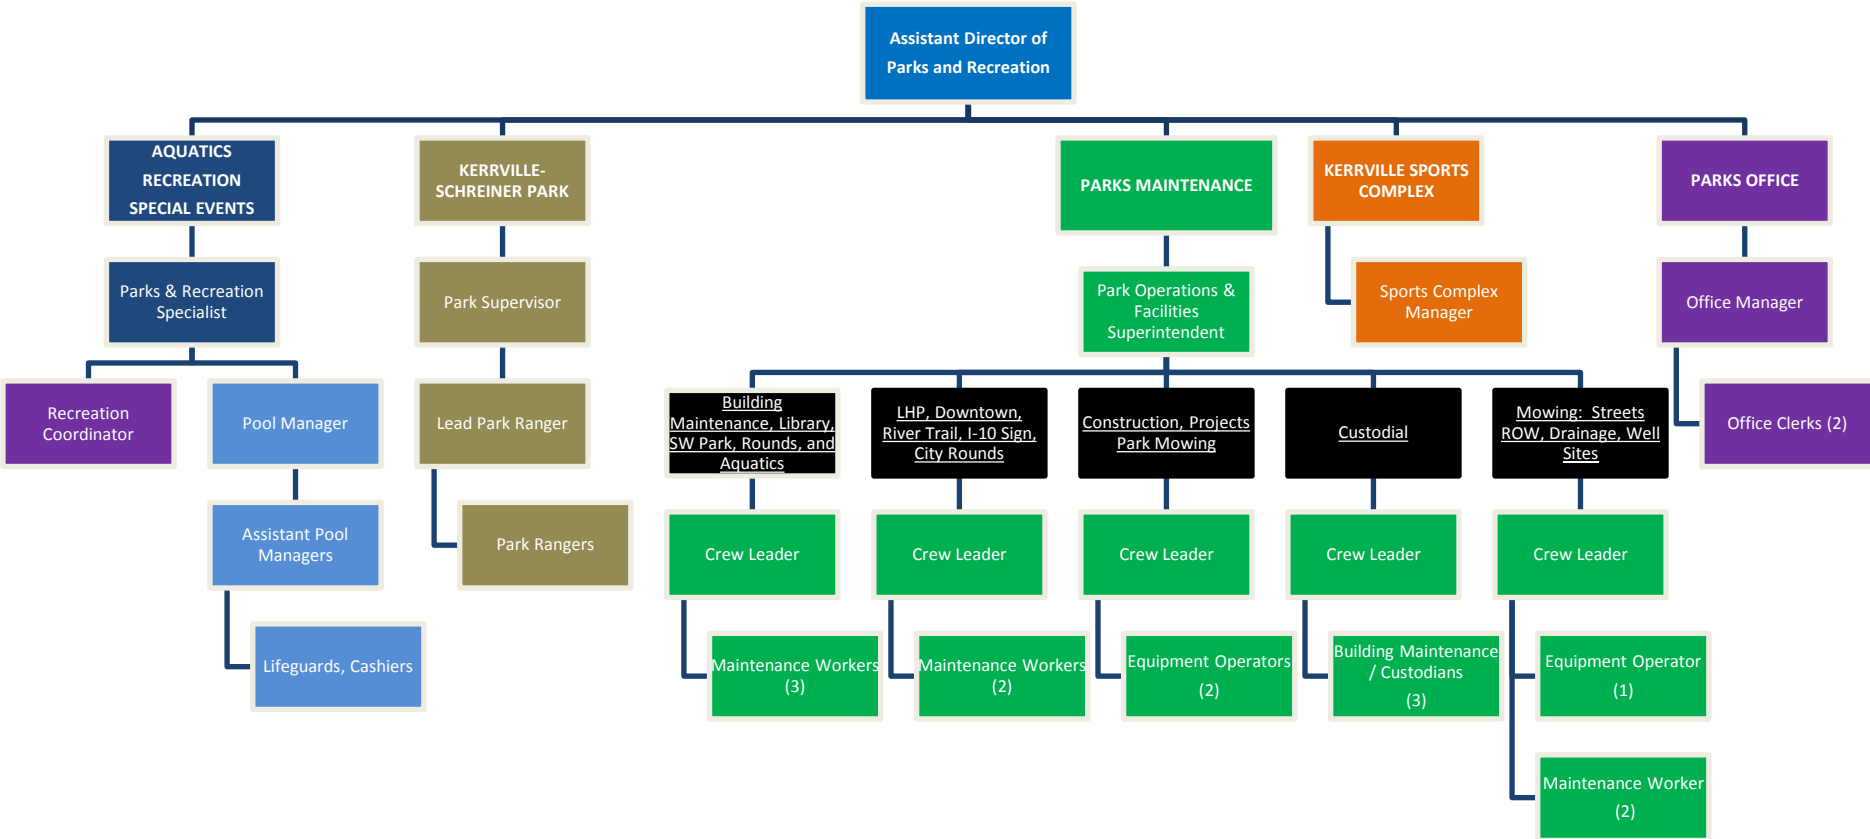 Assistant Director of
Parks and Recreation
AQUATICS
RECREATION
SPECIAL EVENTS
KERRVILLE-
SCHREINER PARK
PARKS MAINTENANCE
KERRVILLE SPORTS
COMPLEX
PARKS OFFICE
Parks & Recreation
Specialist
Park Supervisor
Park Operations &
Facilities
Superintendent
Sports Complex
Manager
Office Manager
Recreation
Coordinator
Pool Manager
Lead Park Ranger
Building
Maintenance, Library,
SW Park, Rounds, and
Aquatics
LHP, Downtown,
River Trail, I-10 Sign,
City Rounds
Construction, Projects
Park Mowing
Custodial
Mowing: Streets
ROW, Drainage, Well
Sites
Office Clerks (2)
Assistant Pool
Managers
Park Rangers
Crew Leader
Crew Leader
Crew Leader
Crew Leader
Crew Leader
Lifeguards, Cashiers
Maintenance Workers
(3)
Maintenance Workers
(2)
Equipment Operators
(2)
Building Maintenance
/ Custodians
(3)
Equipment Operator
(1)
Maintenance Worker
(2)